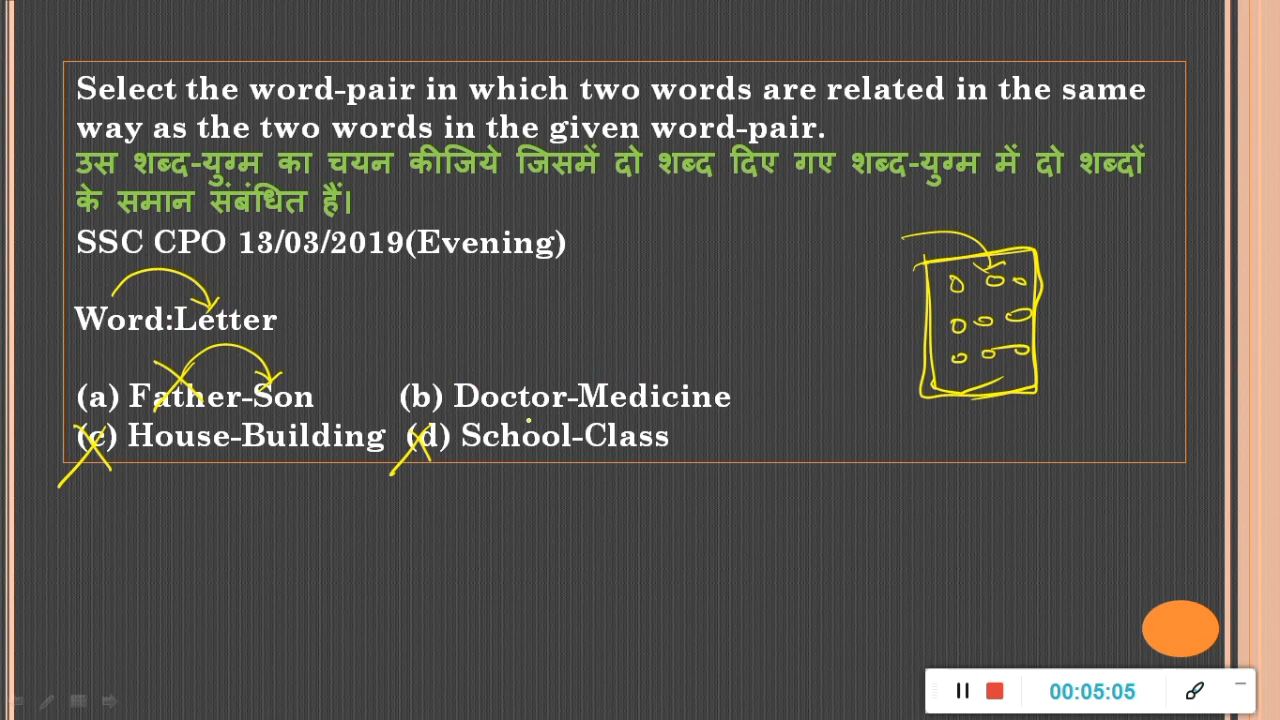 Select the word-pair in which two words are related in the same
way as the two words in the given word-pair.
उस शब्द-युग्म का चयन कीजिये जिसमें दो शब्द दिए गए शब्द-युग्म में दो शब्दों
के समान संबंधित हैं।
SSC CPO 13/03/2019(Evening)
Word:Letter
(a) Father-Son (b) Doctor-Medicine
(c) House-Building (d) School-Class
00:05:05